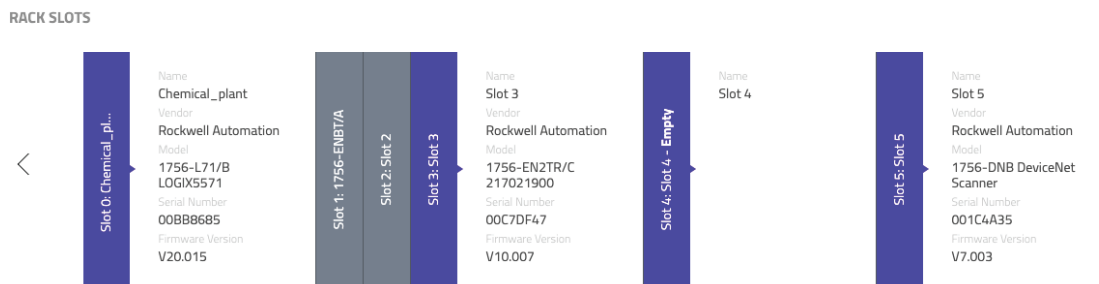 RACK SLOTS
Slot 0: Chemical_pl...
Name
Chemical_plant
Vendor
Rockwell Automation
Model
1756-L71/B
LOGIX5571
Serial Number
00BB8685
Firmware Version
V20.015
Slot 1: 1756-ENBT/A
Slot 2: Slot 2
Slot 3: Slot 3
Name
Slot 3
Vendor
Rockwell Automation
Model
1756-EN2TR/C
217021900
Serial Number
00C7DF47
Firmware Version
V10.007
Slot 4: Slot 4 - Empty
Name
Slot 4
Slot 5: Slot 5
Name
Slot 5
Vendor
Rockwell Automation
Model
1756-DNB DeviceNet
Scanner
Serial Number
001C4A35
Firmware Version
V7.003